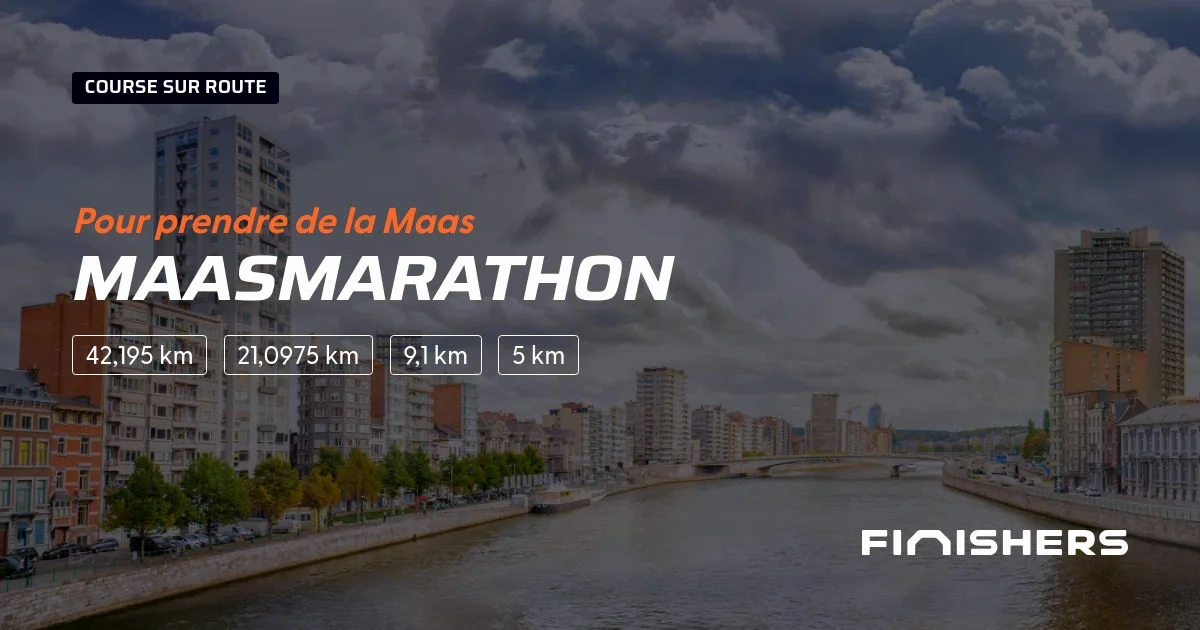 COURSE SUR ROUTE
Pour prendre de la Maas
MAASMARATHON
42,195 km 21,0975 km 9,1 km 5 km
FINISHERS